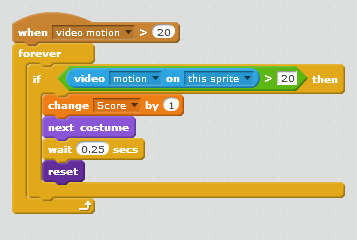 when video motion > 20
forever
if video motion on this sprite > 20 then
change Score by 1
next costume
wait 0.25 secs
reset